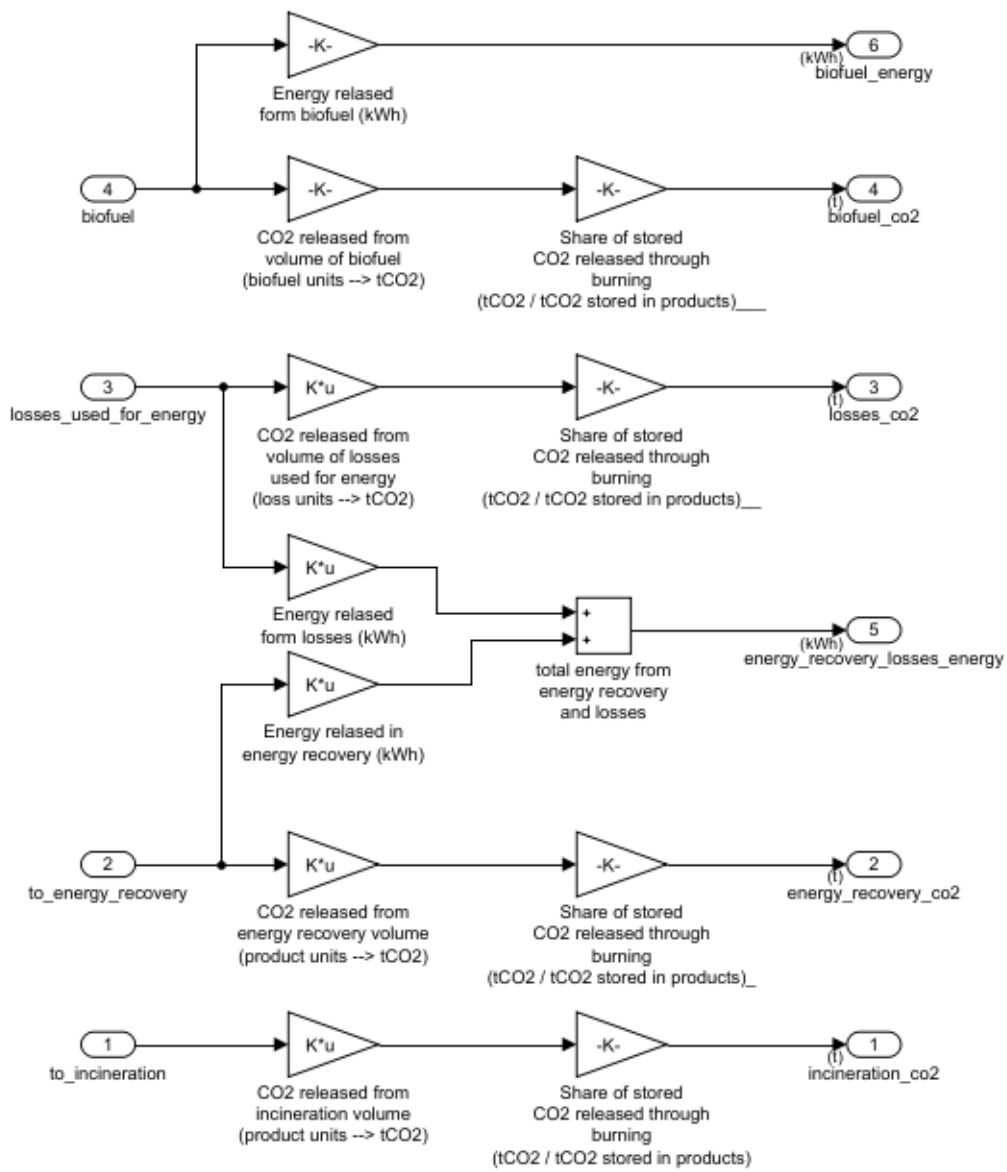 -K-
6
(kWh)
biofuel_energy
Energy relased
form biofuel (kWh)
4
biofuel
-K-
-K-
4
(t)
biofuel_co2
CO2 released from
volume of biofuel
(biofuel units --> tCO2)
Share of stored
CO2 released through
burning
(tCO2 / tCO2 stored in products)___
3
losses_used_for_energy
K*u
-K-
3
(t)
losses_co2
CO2 released from
volume of losses
used for energy
(loss units --> tCO2)
Share of stored
CO2 released through
burning
(tCO2 / tCO2 stored in products)__
K*u
Energy relased
form losses (kWh)
+
+
total energy from
energy recovery
and losses
5
(kWh)
energy_recovery_losses_energy
K*u
Energy relased in
energy recovery (kWh)
2
to_energy_recovery
K*u
-K-
2
(t)
energy_recovery_co2
CO2 released from
energy recovery volume
(product units --> tCO2)
Share of stored
CO2 released through
burning
(tCO2 / tCO2 stored in products)_
1
to_incineration
K*u
-K-
1
(t)
incineration_co2
CO2 released from
incineration volume
(product units --> tCO2)
Share of stored
CO2 released through
burning
(tCO2 / tCO2 stored in products)